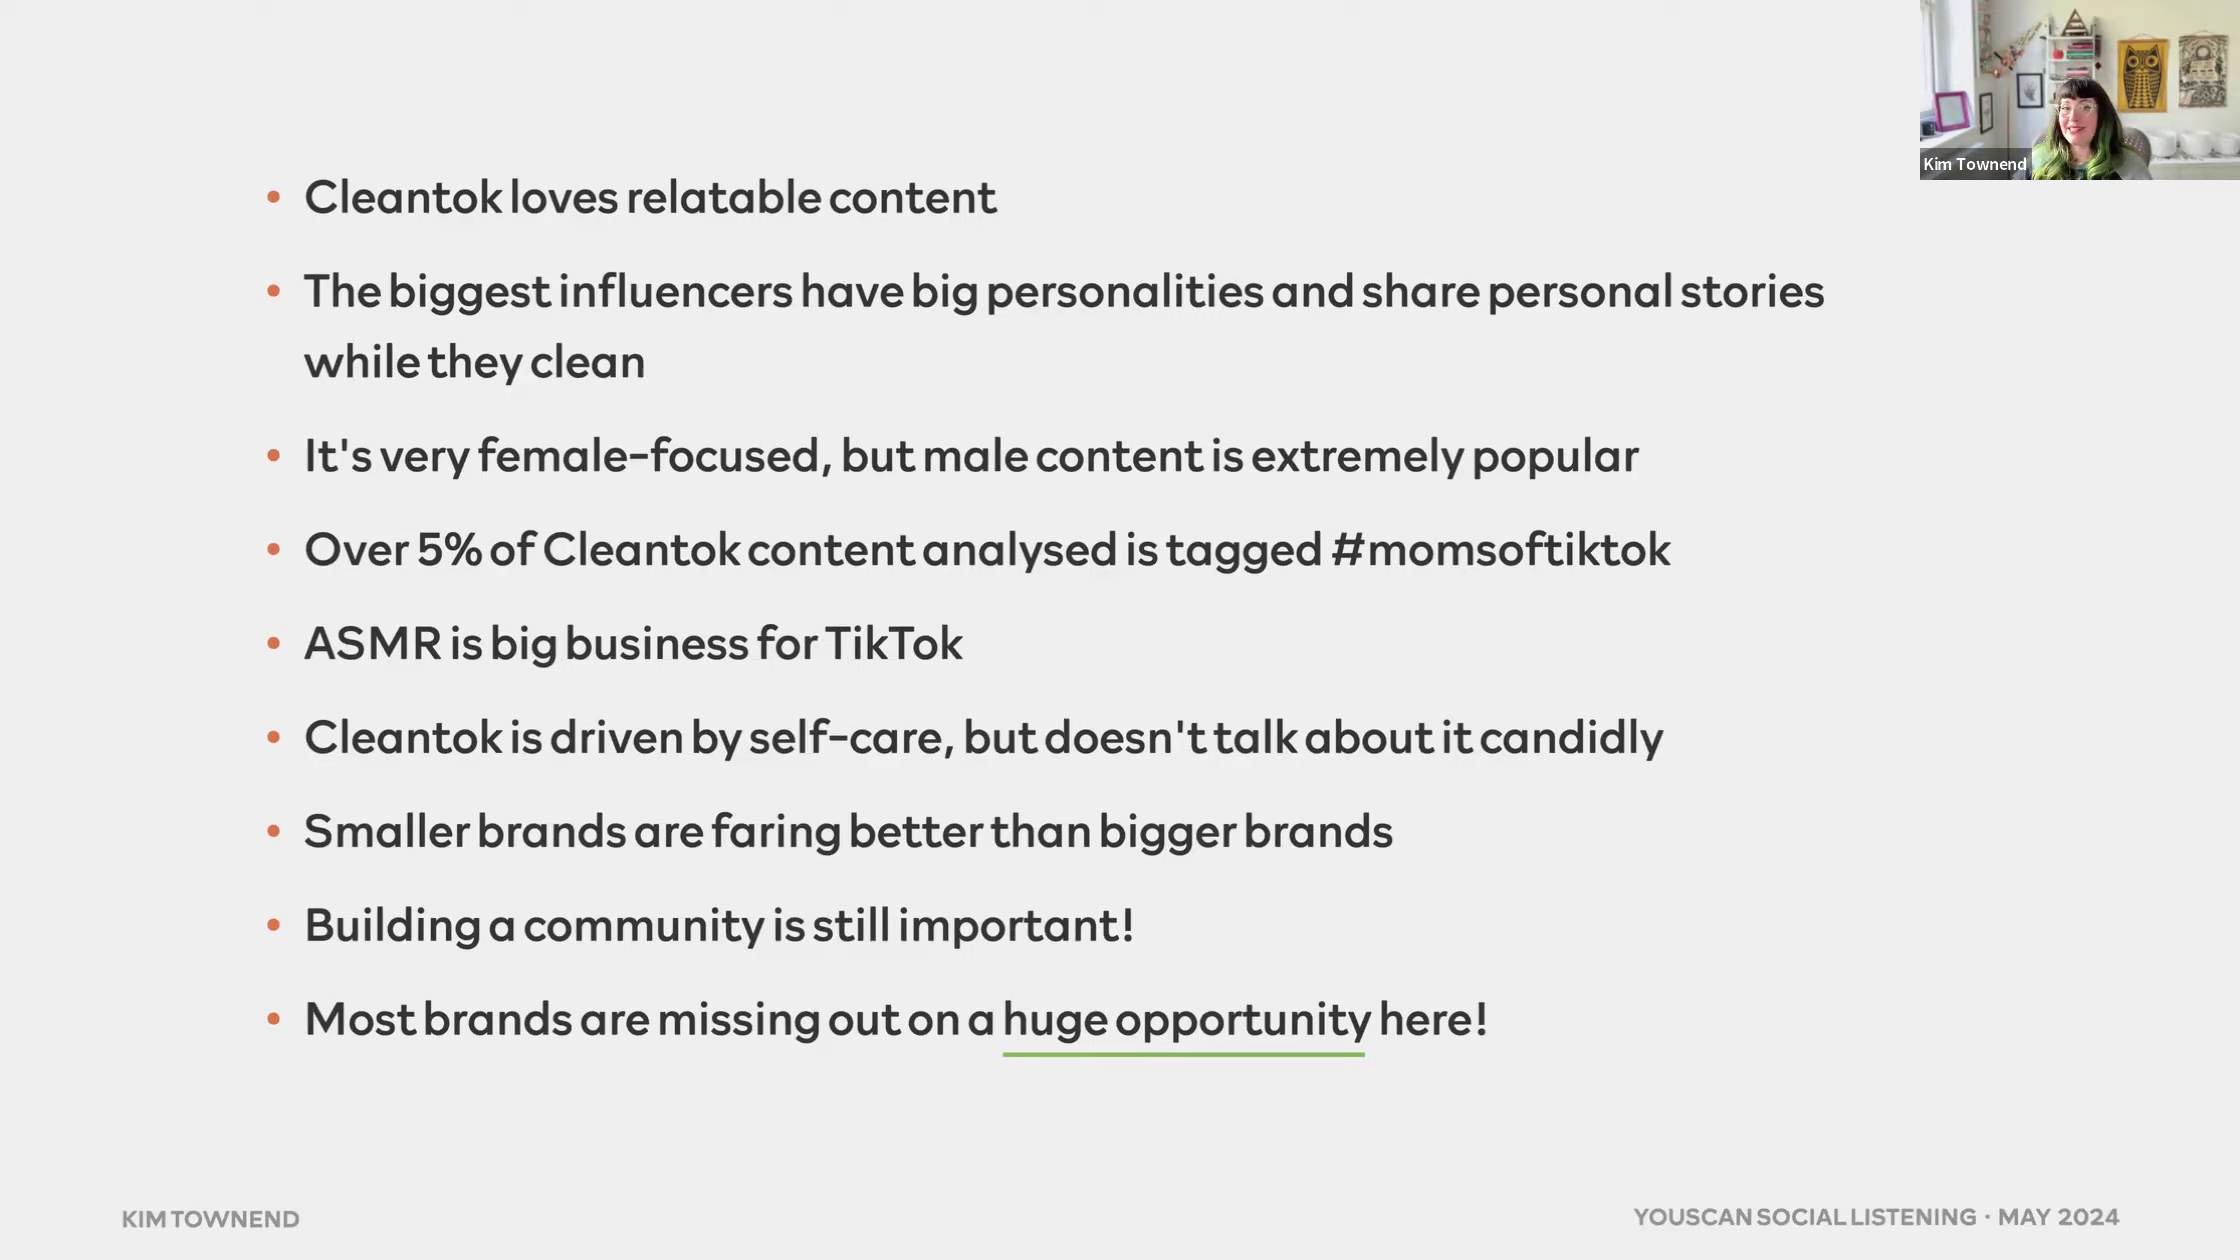 Kim Townend
• Cleantok loves relatable content
• The biggest influencers have big personalities and share personal stories
while they clean
• It's very female-focused, but male content is extremely popular
• Over 5% of Cleantok content analysed is tagged #momsoftiktok
• ASMR is big business for TikTok
• Cleantok is driven by self-care, but doesn't talk about it candidly
• Smaller brands are faring better than bigger brands
• Building a community is still important!
• Most brands are missing out on a huge opportunity here!
KIM TOWNEND
YOUSCAN SOCIAL LISTENING · MAY 2024